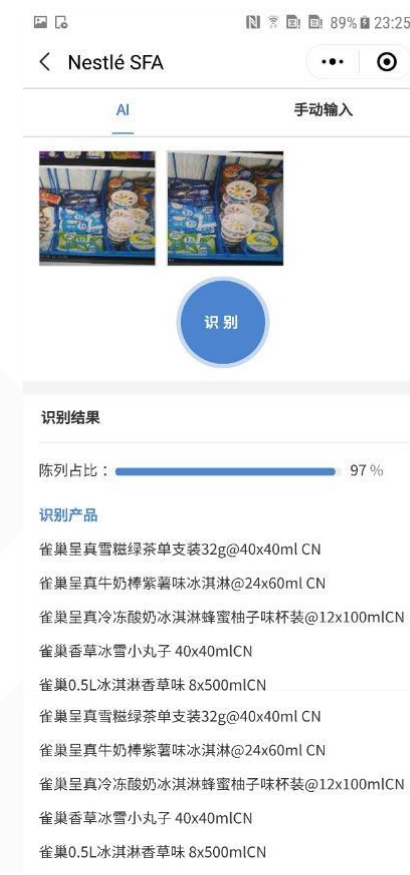 89% 23:25
Nestlé SFA
AI
手动输入
识别
识别结果
陈列占比： 97 %
识别产品
雀巢呈真雪糍绿茶单支装32g@40x40ml CN
雀巢呈真牛奶棒紫薯味冰淇淋@24x60ml CN
雀巢呈真冷冻酸奶冰淇淋蜂蜜柚子味杯装@12x100mlCN
雀巢香草冰雪小丸子 40x40mlCN
雀巢0.5L冰淇淋香草味 8x500mlCN
雀巢呈真雪糍绿茶单支装32g@40x40ml CN
雀巢呈真牛奶棒紫薯味冰淇淋@24x60ml CN
雀巢呈真冷冻酸奶冰淇淋蜂蜜柚子味杯装@12x100mlCN
雀巢香草冰雪小丸子 40x40mlCN
雀巢0.5L冰淇淋香草味 8x500mlCN